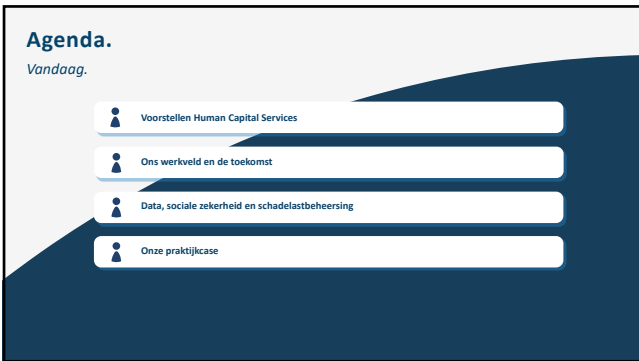 Agenda.
Vandaag.
Voorstellen Human Capital Services
Ons werkveld en de toekomst
Data, sociale zekerheid en schadelastbeheersing
Onze praktijkcase